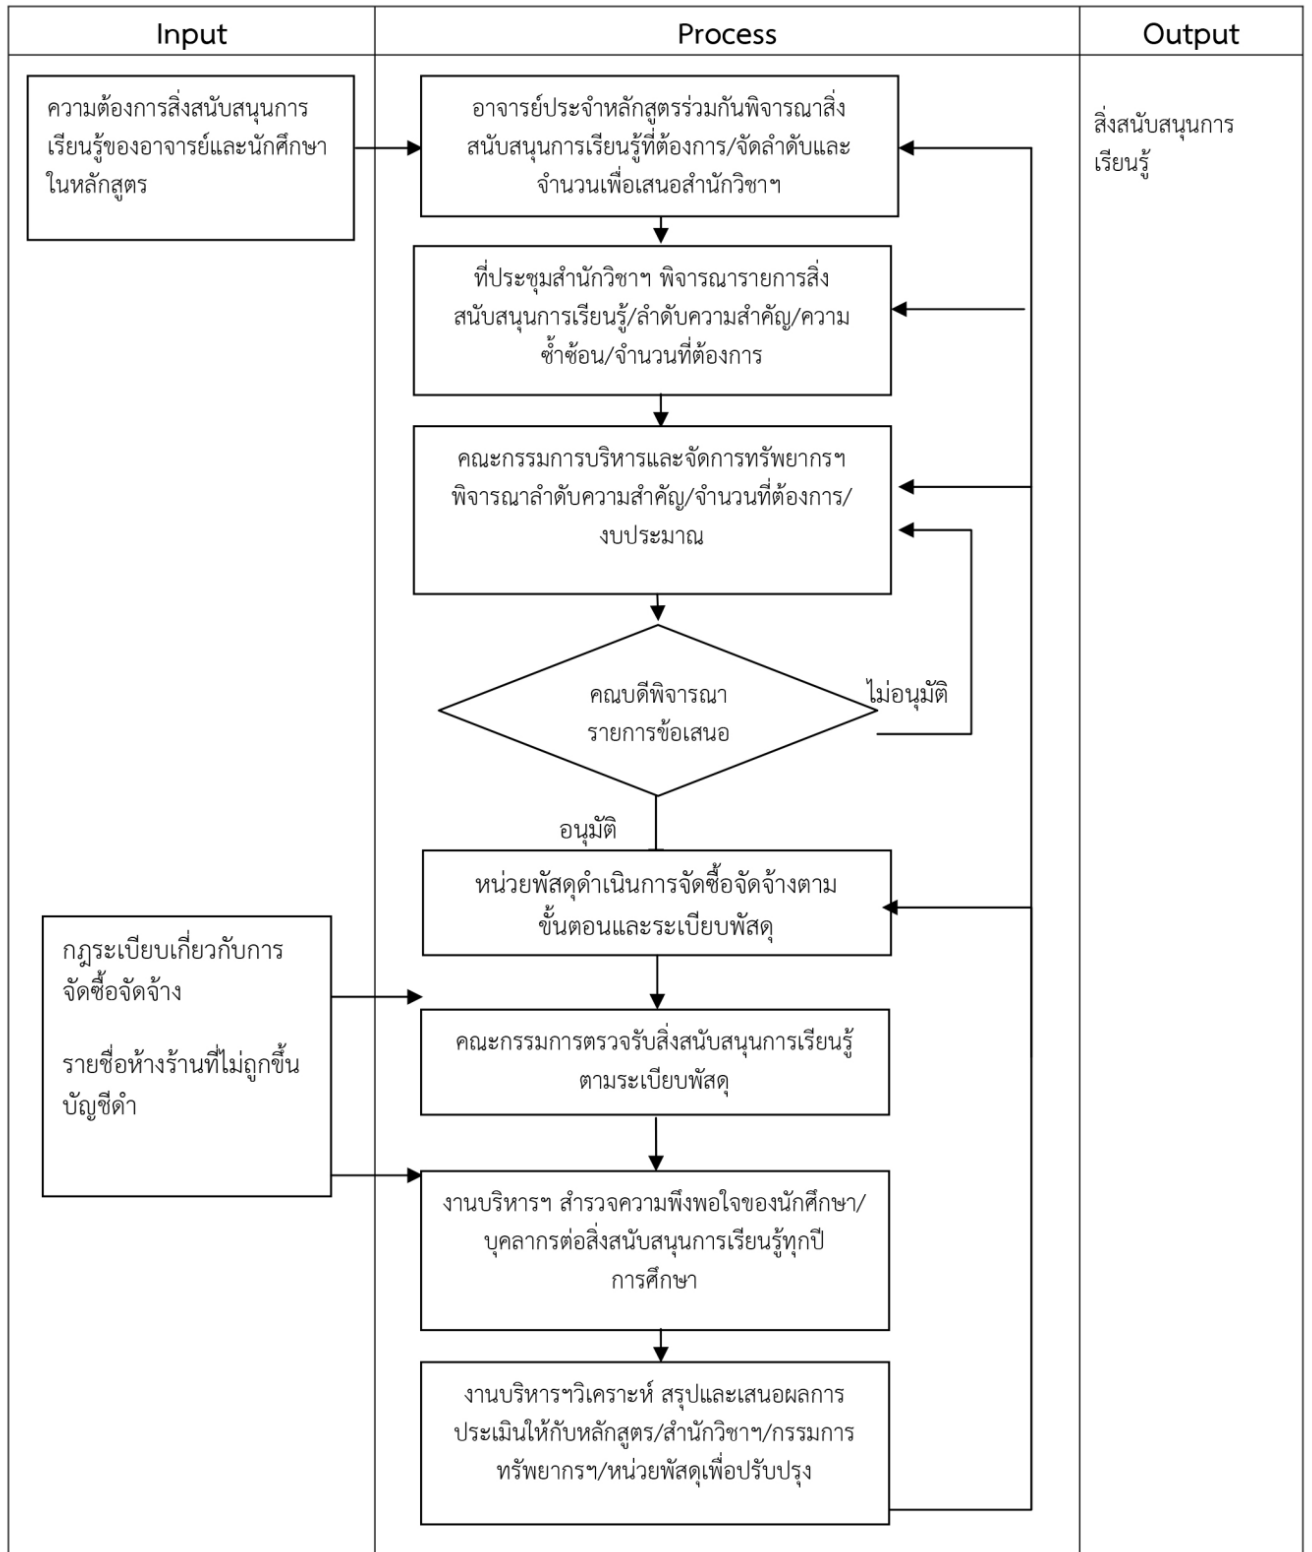 Input
Process
Output
ความต้องการสิ่งสนับสนุนการ
เรียนรู้ของอาจารย์และนักศึกษา
ในหลักสูตร
อาจารย์ประจำหลักสูตรร่วมกันพิจารณาสิ่ง
สนับสนุนการเรียนรู้ที่ต้องการ/จัดลำดับและ
จำนวนเพื่อเสนอสำนักวิชาฯ
สิ่งสนับสนุนการ
เรียนรู้
ที่ประชุมสำนักวิชาฯ พิจารณารายการสิ่ง
สนับสนุนการเรียนรู้/ลำดับความสำคัญ/ความ
ซ้ำซ้อน/จำนวนที่ต้องการ
คณะกรรมการบริหารและจัดการทรัพยากรฯ
พิจารณาลำดับความสำคัญ/จำนวนที่ต้องการ/
งบประมาณ
คณบดีพิจารณา
รายการข้อเสนอ
ไม่อนุมัติ
อนุมัติ
หน่วยพัสดุดำเนินการจัดซื้อจัดจ้างตาม
ขั้นตอนและระเบียบพัสดุ
กฎระเบียบเกี่ยวกับการ
จัดซื้อจัดจ้าง
รายชื่อห้างร้านที่ไม่ถูกขึ้น
บัญชีดำ
คณะกรรมการตรวจรับสิ่งสนับสนุนการเรียนรู้
ตามระเบียบพัสดุ
งานบริหารฯ สำรวจความพึงพอใจของนักศึกษา/
บุคลากรต่อสิ่งสนับสนุนการเรียนรู้ทุกปี
การศึกษา
งานบริหารฯวิเคราะห์ สรุปและเสนอผลการ
ประเมินให้กับหลักสูตร/สำนักวิชาฯ/กรรมการ
ทรัพยากรฯ/หน่วยพัสดุเพื่อปรับปรุง